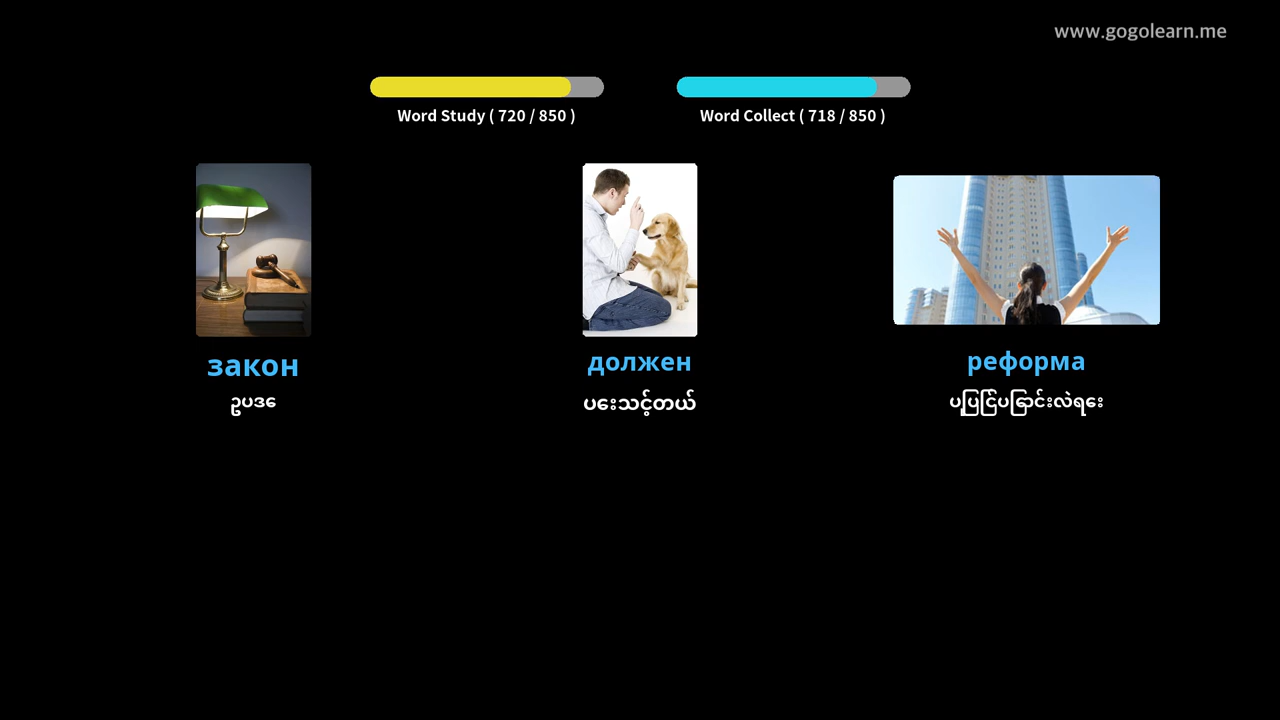 www.gogolearn.me
Word Study ( 720 / 850 )
Word Collect ( 718 / 850 )
закон
должен
реформа
ဥပဒေ
ပေးသင့်တယ်
ပြုပြင်ပြောင်းလဲရေး